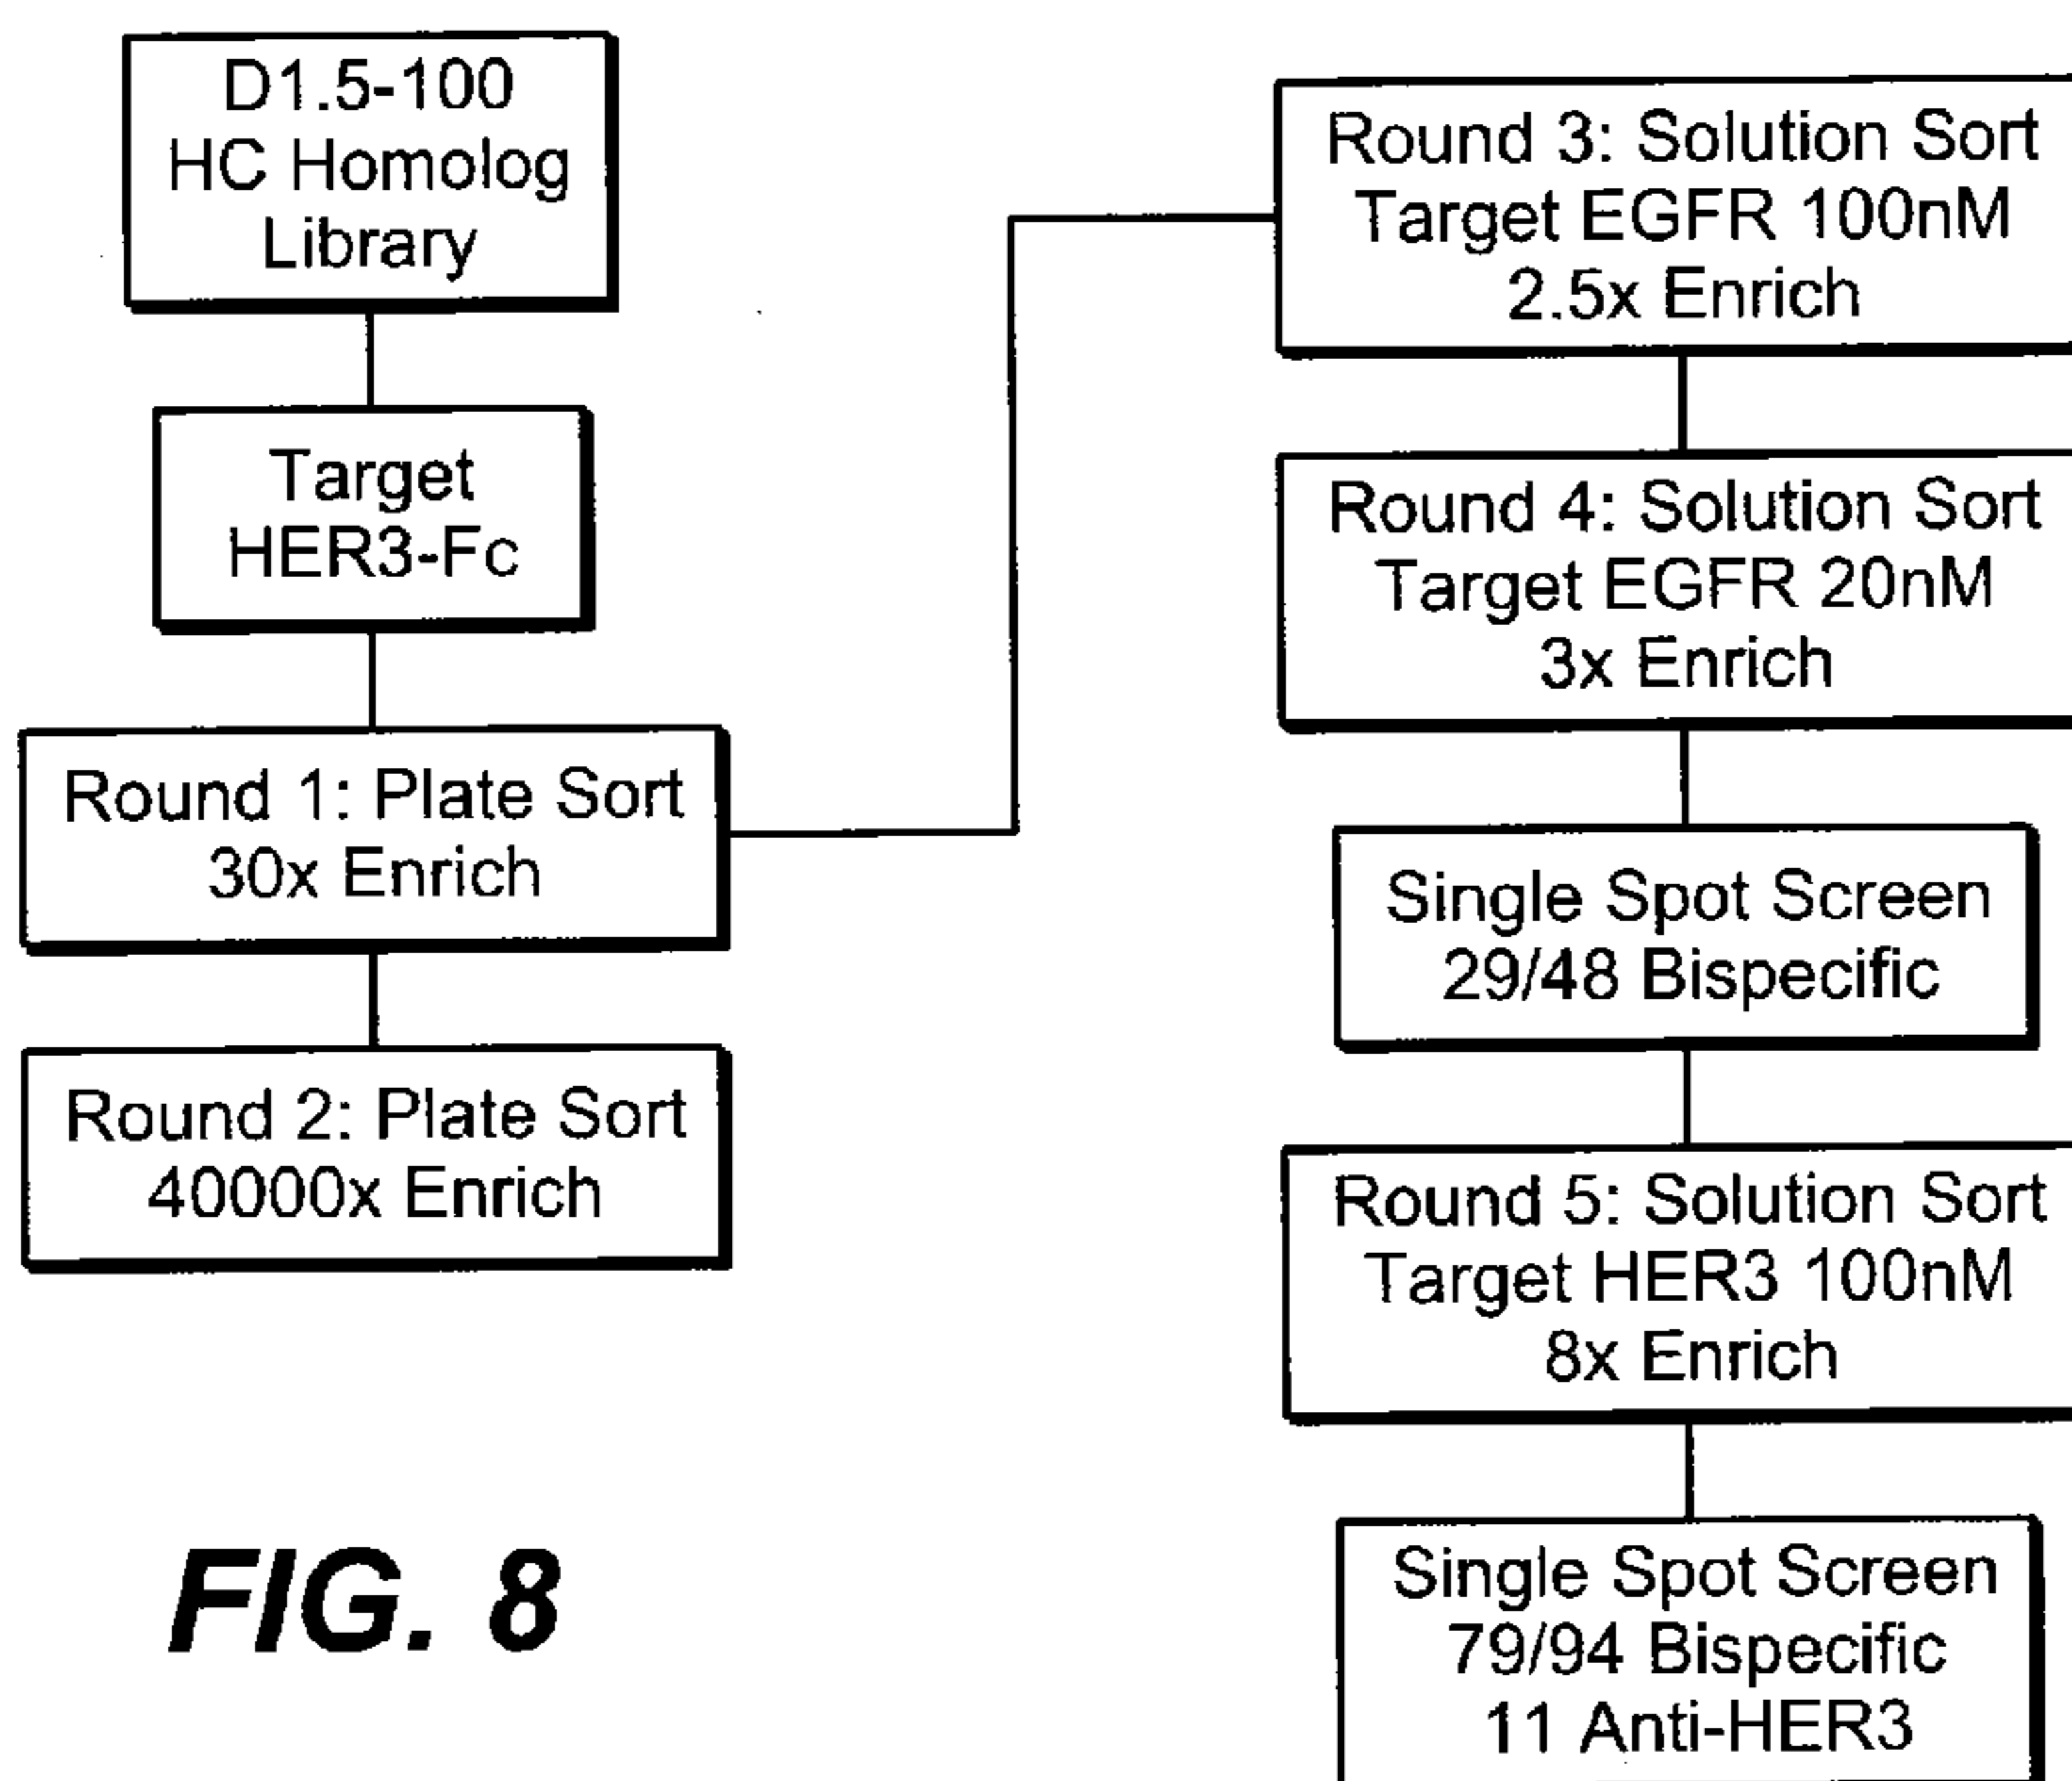 D1.5-100
HC Homolog
Library
Target
HER3-Fc
Round 1: Plate Sort
30x Enrich
Round 2: Plate Sort
40000x Enrich
Round 3: Solution Sort
Target EGFR 100nM
2.5x Enrich
Round 4: Solution Sort
Target EGFR 20nM
3x Enrich
Single Spot Screen
29/48 Bispecific
Round 5: Solution Sort
Target HER3 100nM
8x Enrich
Single Spot Screen
79/94 Bispecific
11 Anti-HER3
FIG. 8